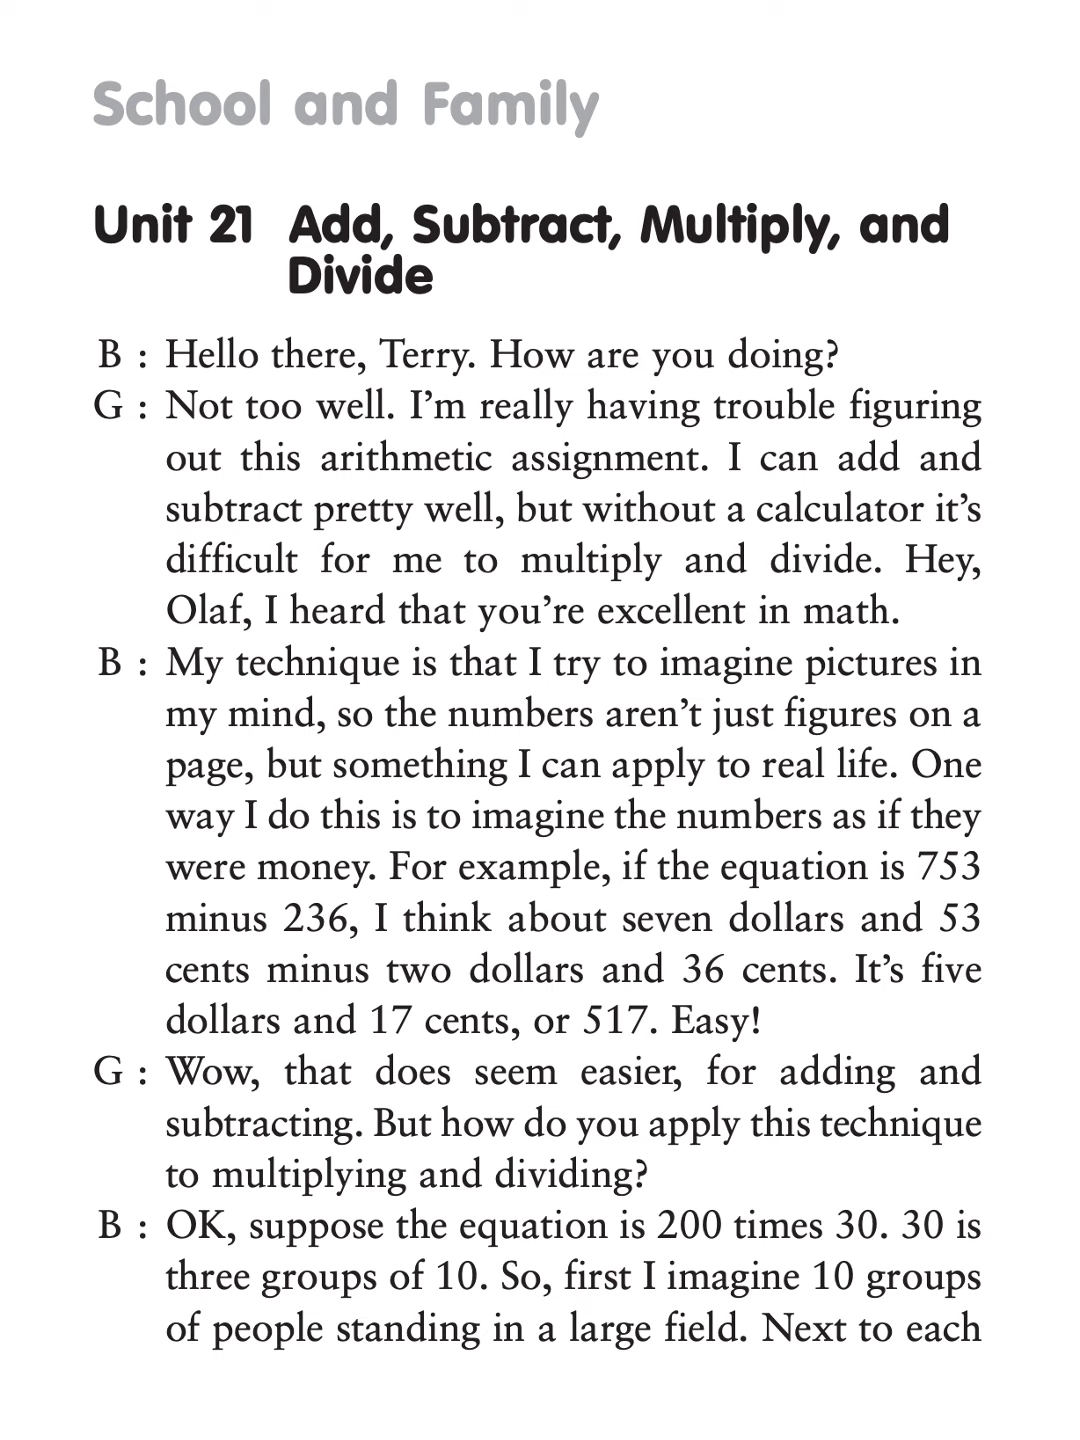 School and Family
Unit 21 Add, Subtract, Multiply, and
Divide
B : Hello there, Terry. How are you doing?
G : Not too well. I'm really having trouble figuring
out this arithmetic assignment. I can add and
subtract pretty well, but without a calculator it's
difficult for me to multiply and divide. Hey,
Olaf, I heard that you're excellent in math.
B : My technique is that I try to imagine pictures in
my mind, so the numbers aren't just figures on a
page, but something I can apply to real life. One
way I do this is to imagine the numbers as if they
were money. For example, if the equation is 753
minus 236, I think about seven dollars and 53
cents minus two dollars and 36 cents. It's five
dollars and 17 cents, or 517. Easy!
G : Wow, that does seem easier, for adding and
subtracting. But how do you apply this technique
to multiplying and dividing?
B : OK, suppose the equation is 200 times 30. 30 is
three groups of 10. So, first I imagine 10 groups
of people standing in a large field. Next to each